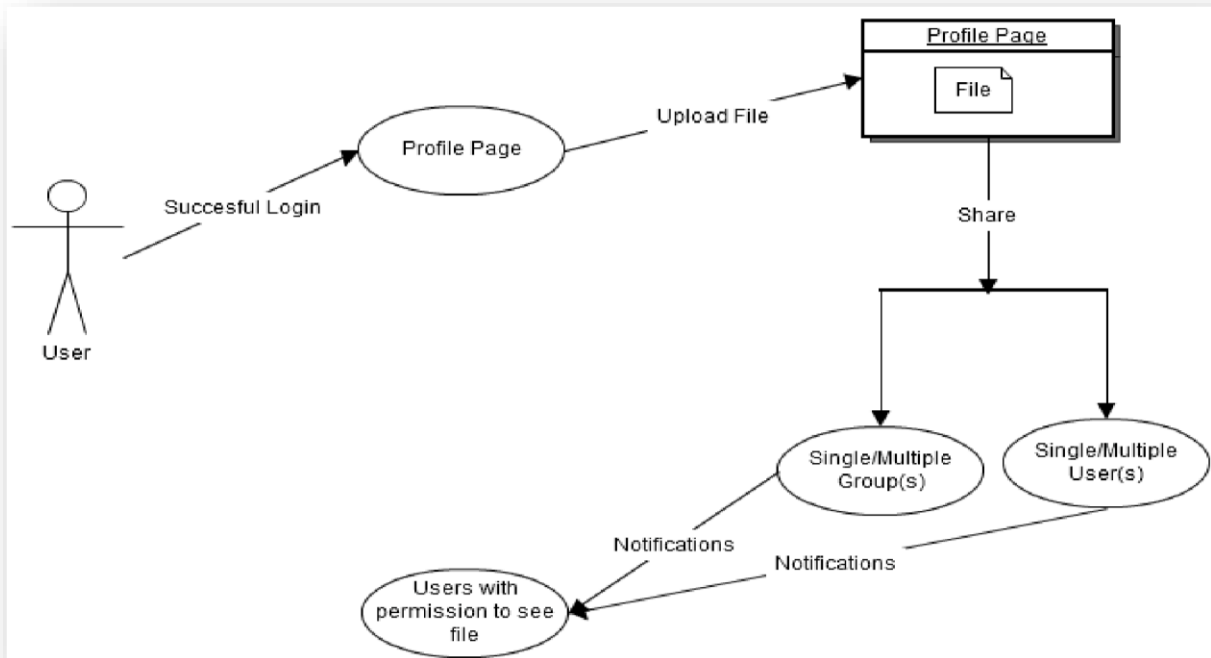 Profile Page
File
Upload File
Profile Page
Succesful Login
User
Share
Single/Multiple
Group(s)
Single/Multiple
User(s)
Notifications
Notifications
Users with
permission to see
file